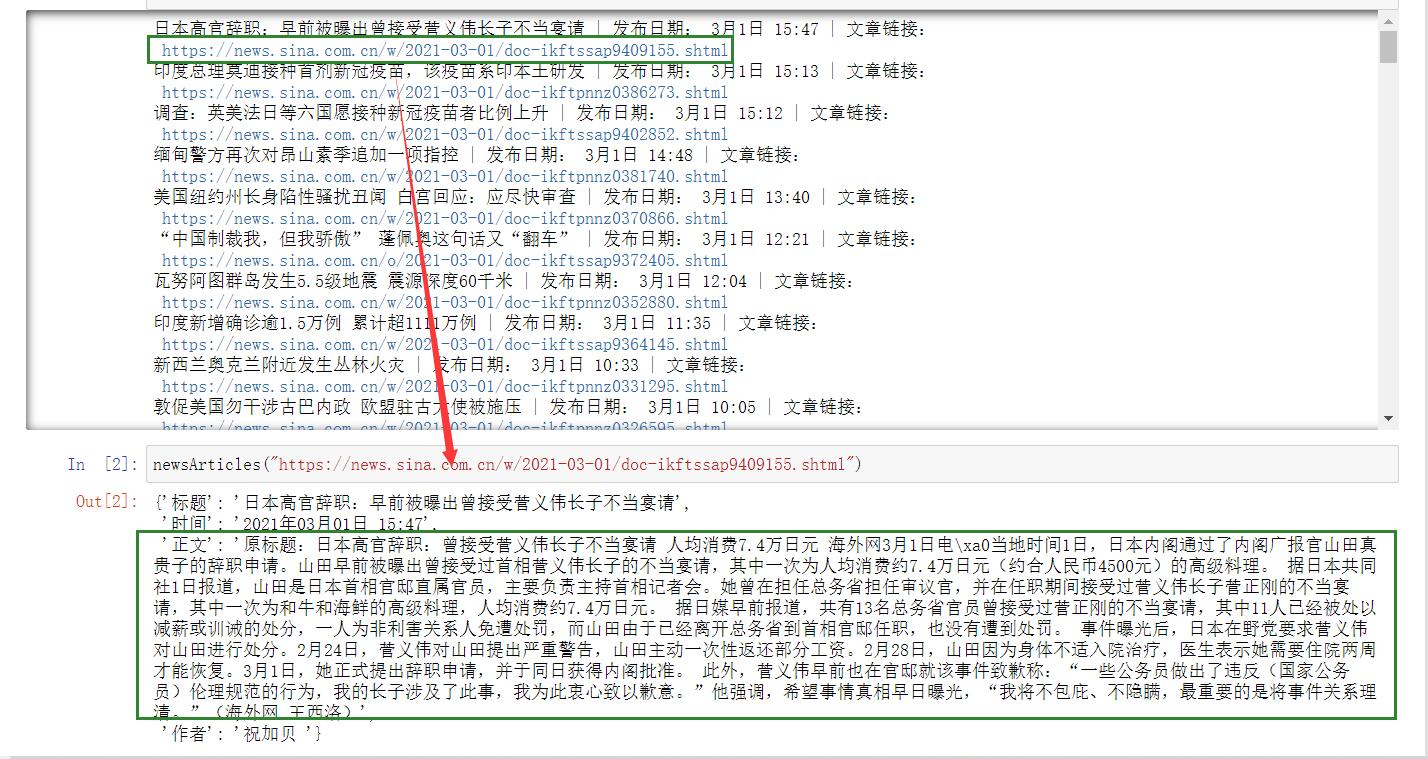 日本高官辞职：早前被曝出曾接受菅义伟长子不当宴请 | 发布日期： 3月1日 15:47 | 文章链接：
https://news.sina.com.cn/w/2021-03-01/doc-ikftssap9409155.shtml
印度总理莫迪接种首剂新冠疫苗，该疫苗系印本土研发 | 发布日期： 3月1日 15:13 | 文章链接：
https://news.sina.com.cn/w/2021-03-01/doc-ikftpnnz0386273.shtml
调查：英美法日等六国愿接种新冠疫苗者比例上升 | 发布日期： 3月1日 15:12 | 文章链接：
https://news.sina.com.cn/w/2021-03-01/doc-ikftssap9402852.shtml
缅甸警方再次对昂山素季追加一项指控 | 发布日期： 3月1日 14:48 | 文章链接：
https://news.sina.com.cn/w/2021-03-01/doc-ikftpnnz0381740.shtml
美国纽约州长身陷性骚扰丑闻 白宫回应：应尽快审查 | 发布日期： 3月1日 13:40 | 文章链接：
https://news.sina.com.cn/w/2021-03-01/doc-ikftpnnz0370866.shtml
“中国制裁我，但我骄傲” 蓬佩奥这句话又“翻车” | 发布日期： 3月1日 12:21 | 文章链接：
https://news.sina.com.cn/o/2021-03-01/doc-ikftssap9372405.shtml
瓦努阿图群岛发生5.5级地震 震源深度60千米 | 发布日期： 3月1日 12:04 | 文章链接：
https://news.sina.com.cn/w/2021-03-01/doc-ikftpnnz0352880.shtml
印度新增确诊逾1.5万例 累计超1111万例 | 发布日期： 3月1日 11:35 | 文章链接：
https://news.sina.com.cn/w/2021-03-01/doc-ikftssap9364145.shtml
新西兰奥克兰附近发生丛林火灾 | 发布日期： 3月1日 10:33 | 文章链接：
https://news.sina.com.cn/w/2021-03-01/doc-ikftpnnz0331295.shtml
敦促美国勿干涉古巴内政 欧盟驻古大使被施压 | 发布日期： 3月1日 10:05 | 文章链接：
https://news.sina.com.cn/w/2021-03-01/doc-ikftpnnz0326595.shtml
In [2]: newsArticles("https://news.sina.com.cn/w/2021-03-01/doc-ikftssap9409155.shtml")
Out[2]: {'标题': '日本高官辞职：早前被曝出曾接受菅义伟长子不当宴请',
'时间': '2021年03月01日 15:47',
'正文': '原标题：日本高官辞职：曾接受菅义伟长子不当宴请 人均消费7.4万日元 海外网3月1日电\xa0当地时间1日，日本内阁通过了内阁广报官山田真
贵子的辞职申请。山田早前被曝出曾接受过首相菅义伟长子的不当宴请，其中一次为人均消费约7.4万日元（约合人民币4500元）的高级料理。 据日本共同
社1日报道，山田是日本首相官邸直属官员，主要负责主持首相记者会。她曾在担任总务省担任审议官，并在任职期间接受过菅义伟长子菅正刚的不当宴
请，其中一次为和牛和海鲜的高级料理，人均消费约7.4万日元。 据日媒早前报道，共有13名总务省官员曾接受过菅正刚的不当宴请，其中11人已经被处以
减薪或训诫的处分，一人为非利害关系人免遭处罚，而山田由于已经离开总务省到首相官邸任职，也没有遭到处罚。 事件曝光后，日本在野党要求菅义伟
对山田进行处分。2月24日，菅义伟对山田提出严重警告，山田主动一次性返还部分工资。2月28日，山田因为身体不适入院治疗，医生表示她需要住院两周
才能恢复。3月1日，她正式提出辞职申请，并于同日获得内阁批准。 此外，菅义伟早前也在官邸就该事件致歉称：“一些公务员做出了违反（国家公务
员）伦理规范的行为，我的长子涉及了此事，我为此衷心致以歉意。”他强调，希望事情真相早日曝光，“我将不包庇、不隐瞒，最重要的是将事件关系理
清。”（海外网 王西洛）',
'作者': '祝加贝 '}